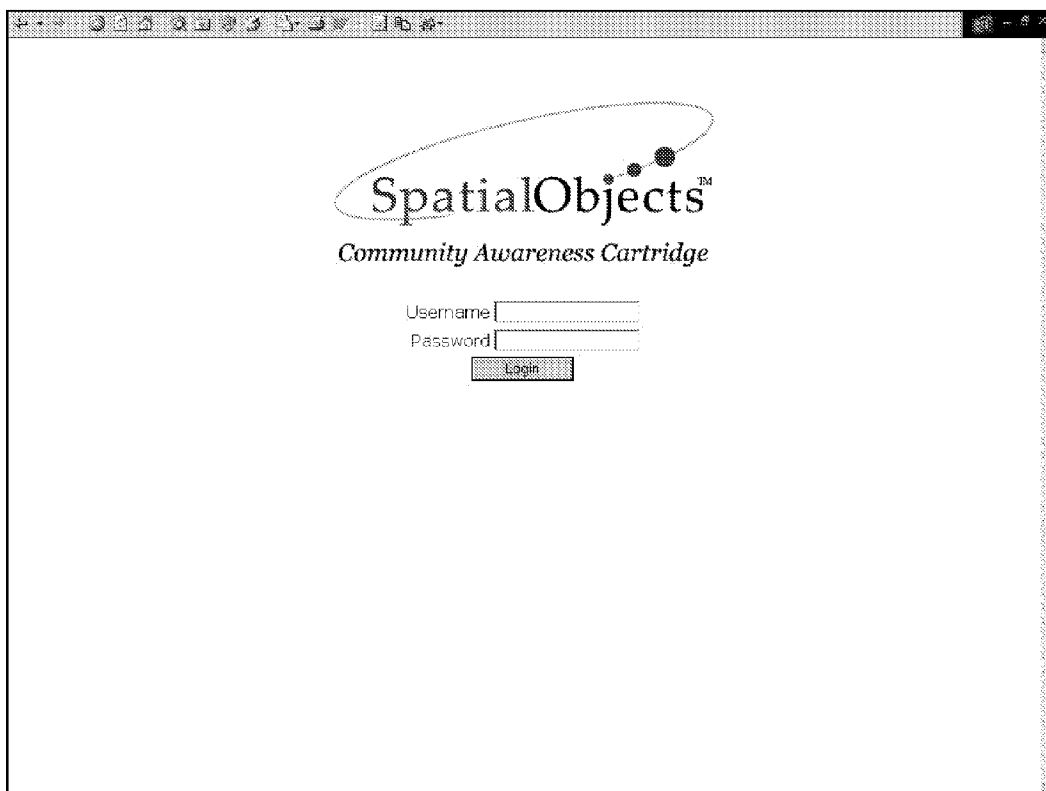 SpatialObjects™
Community Awareness Cartridge
Username
Password
Login